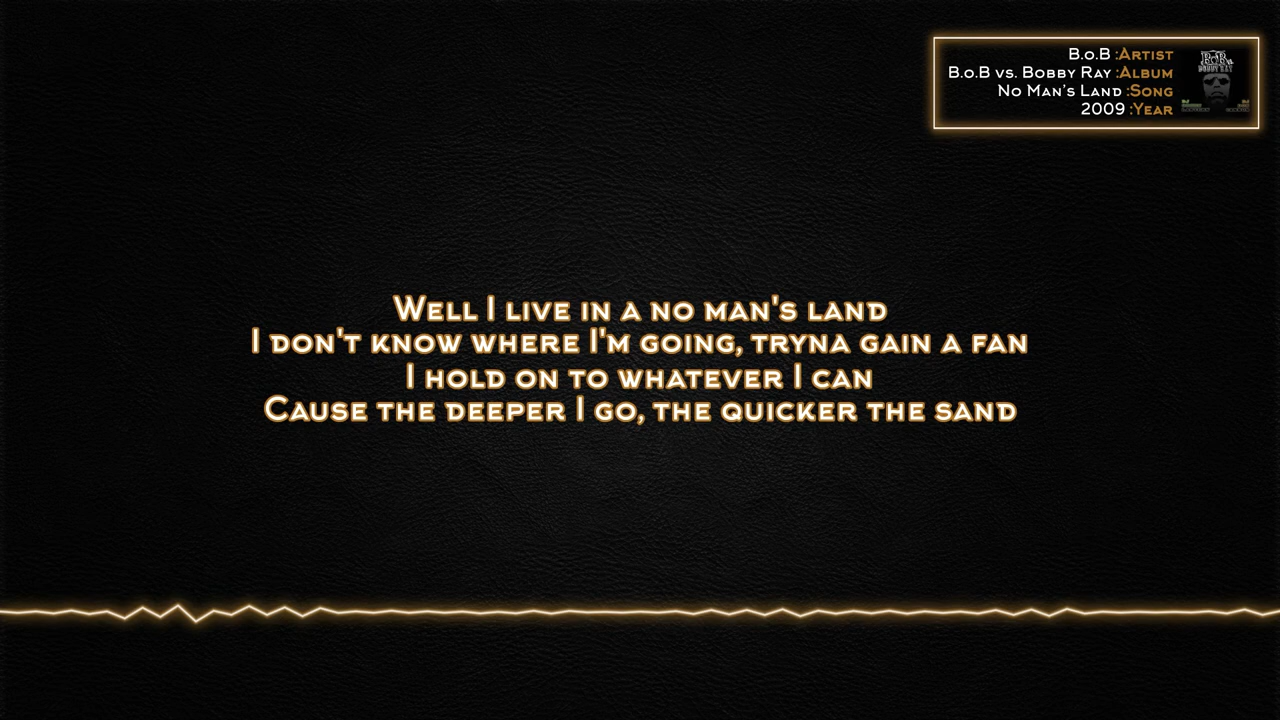 B.o.B :Artist
B.o.B vs. Bobby Ray :Album
No Man's Land :Song
2009 :Year
Well I live in a no man's land
I don't know where I'm going, tryna gain a fan
I hold on to whatever I can
Cause the deeper I go, the quicker the sand